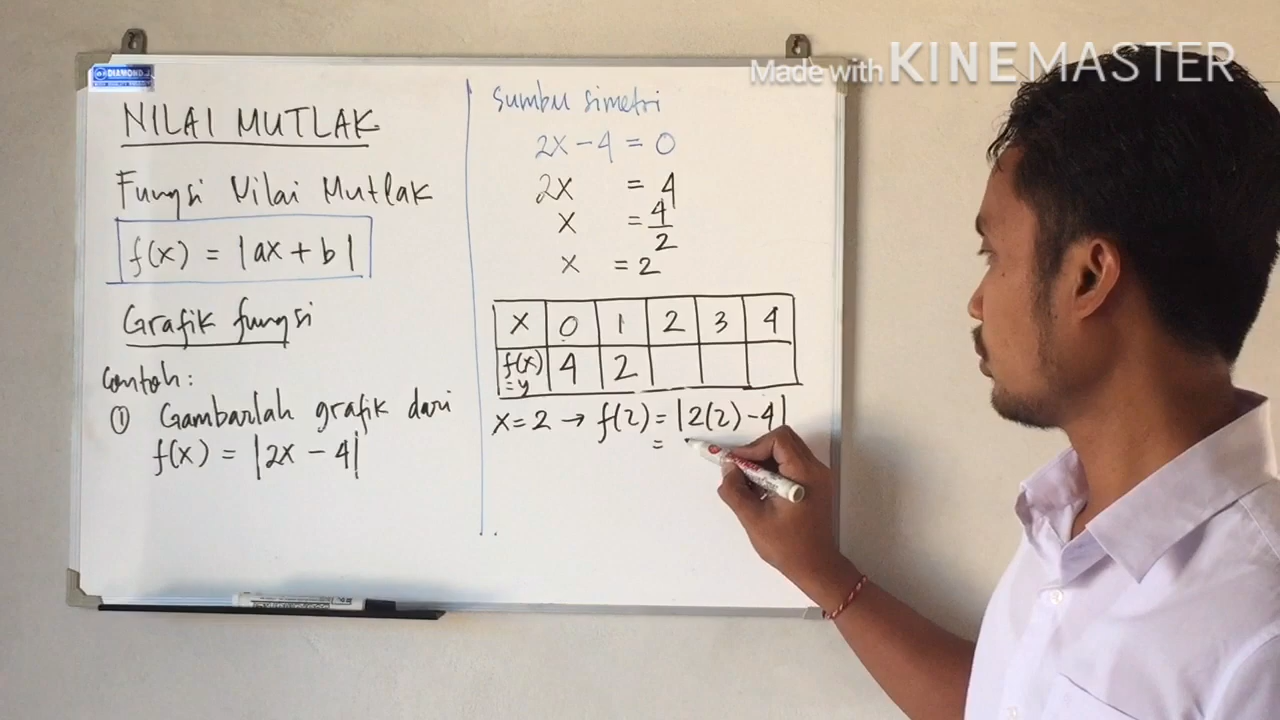 Made with KINEMASTER
DIAMOND.J
NILAI MUTLAK
Fungsi Nilai Mutlak
f(x) = |ax + b|
Grafik fungsi
Contoh:
① Gambarlah grafik dari
f(x) = |2x - 4|
Sumbu simetri
2x - 4 = 0
2x = 4
x = 4/2
x = 2
x 0 1 2 3 4
f(x) = y 4 2
x = 2 → f(2) = |2(2) - 4|
=